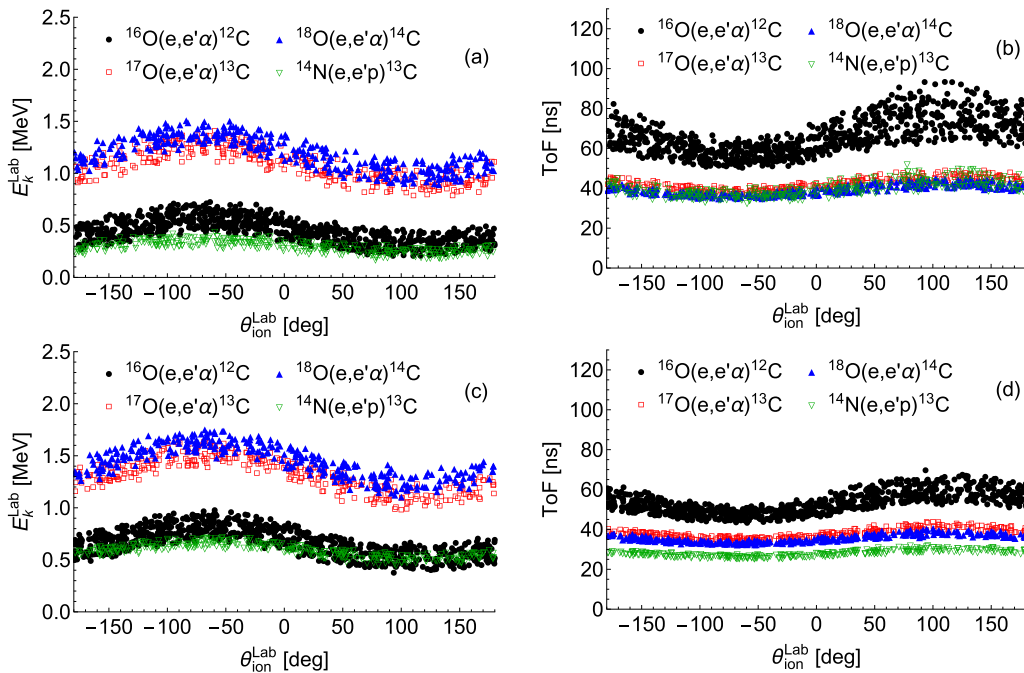 2.5
2.0
1.5
1.0
0.5
0.0
E_k^Lab [MeV]
¹⁶O(e,e'α)¹²C ¹⁸O(e,e'α)¹⁴C
¹⁷O(e,e'α)¹³C ¹⁴N(e,e'p)¹³C
(a)
−150 −100 −50 0 50 100 150
θ_ion^Lab [deg]
120
100
80
60
40
20
0
ToF [ns]
¹⁶O(e,e'α)¹²C ¹⁸O(e,e'α)¹⁴C
¹⁷O(e,e'α)¹³C ¹⁴N(e,e'p)¹³C
(b)
−150 −100 −50 0 50 100 150
θ_ion^Lab [deg]
2.5
2.0
1.5
1.0
0.5
0.0
E_k^Lab [MeV]
¹⁶O(e,e'α)¹²C ¹⁸O(e,e'α)¹⁴C
¹⁷O(e,e'α)¹³C ¹⁴N(e,e'p)¹³C
(c)
−150 −100 −50 0 50 100 150
θ_ion^Lab [deg]
120
100
80
60
40
20
0
ToF [ns]
¹⁶O(e,e'α)¹²C ¹⁸O(e,e'α)¹⁴C
¹⁷O(e,e'α)¹³C ¹⁴N(e,e'p)¹³C
(d)
−150 −100 −50 0 50 100 150
θ_ion^Lab [deg]